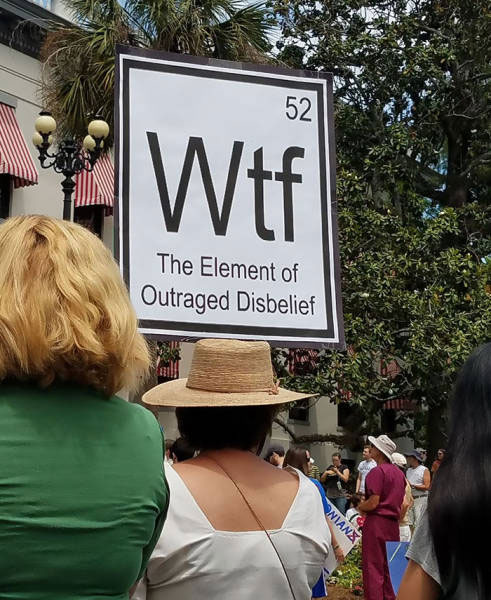 52
Wtf
The Element of
Outraged Disbelief